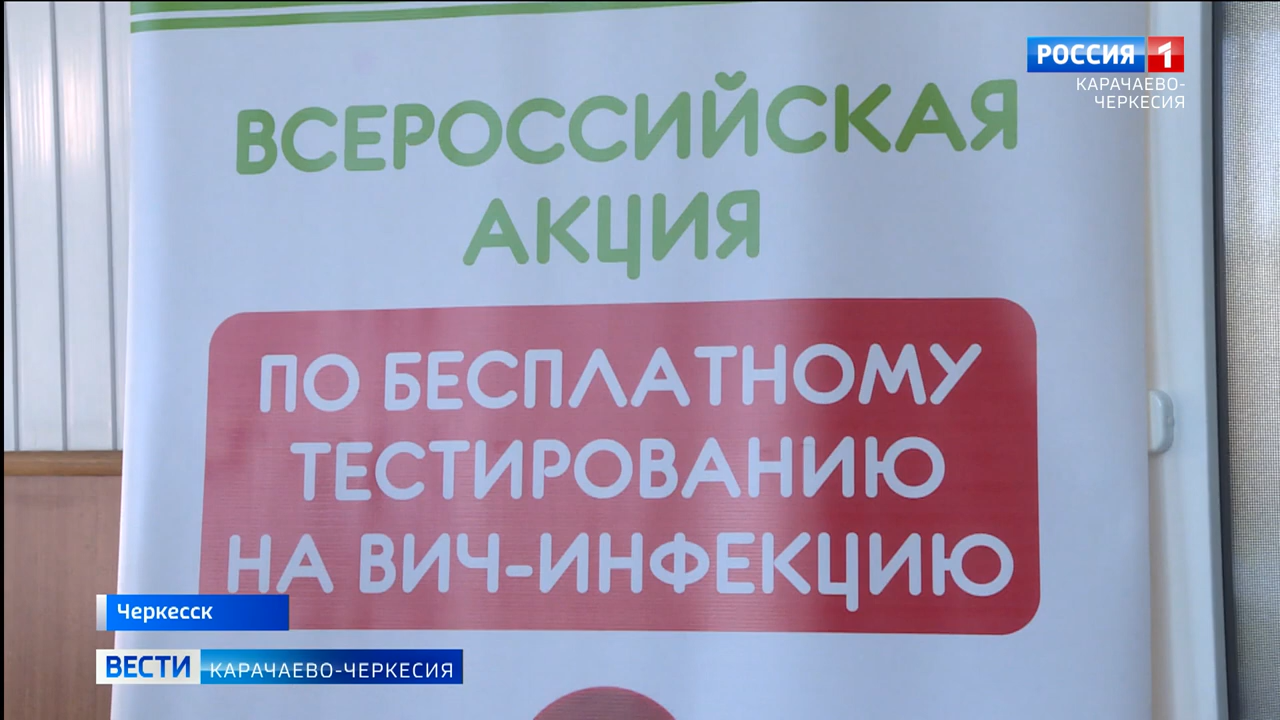 РОССИЯ 1
КАРАЧАЕВО-
ЧЕРКЕСИЯ
ВСЕРОССИЙСКАЯ
АКЦИЯ
ПО БЕСПЛАТНОМУ
ТЕСТИРОВАНИЮ
НА ВИЧ-ИНФЕКЦИЮ
Черкесск
ВЕСТИ КАРАЧАЕВО-ЧЕРКЕСИЯ